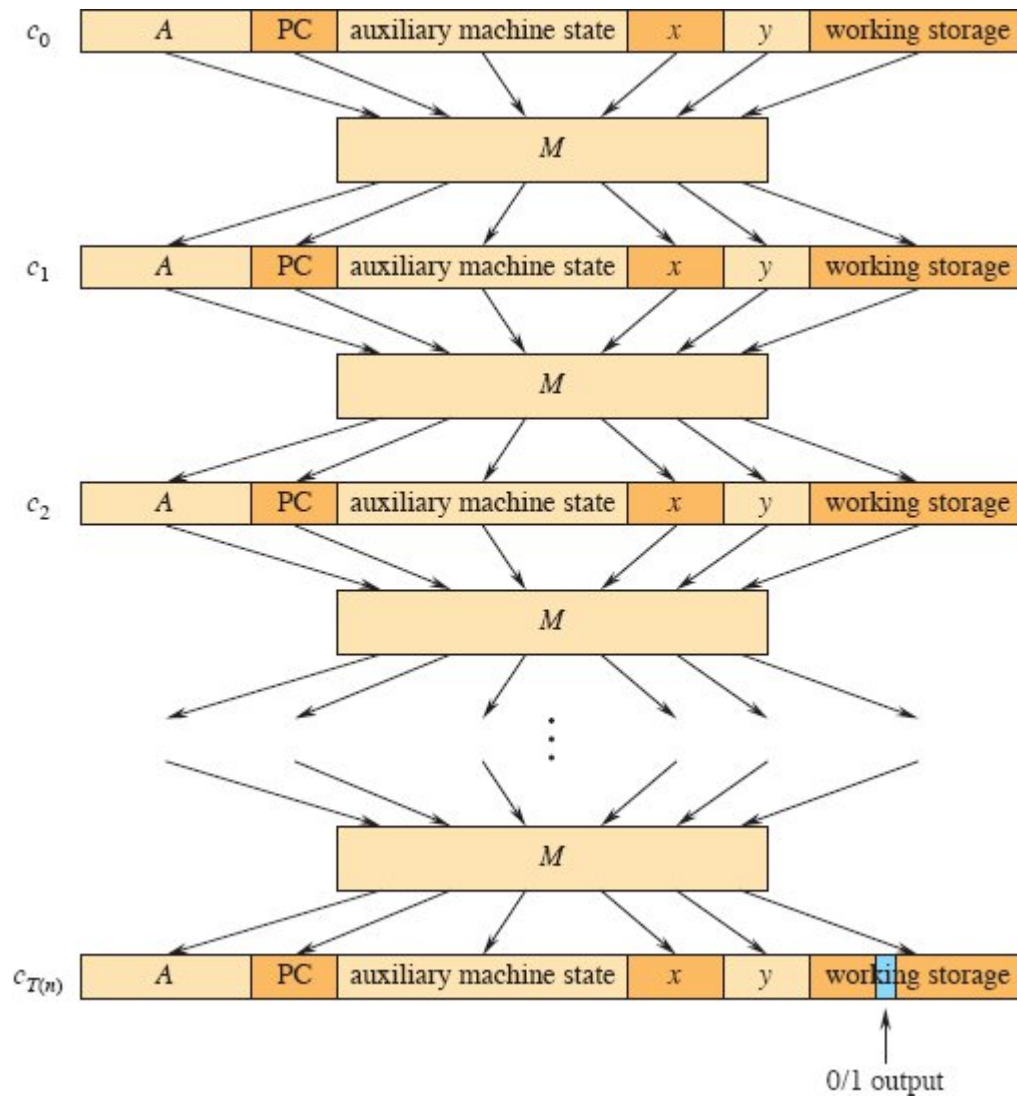 c0 A PC auxiliary machine state x y working storage
M
c1 A PC auxiliary machine state x y working storage
M
c2 A PC auxiliary machine state x y working storage
M
⋮
M
cT(n) A PC auxiliary machine state x y working storage
0/1 output